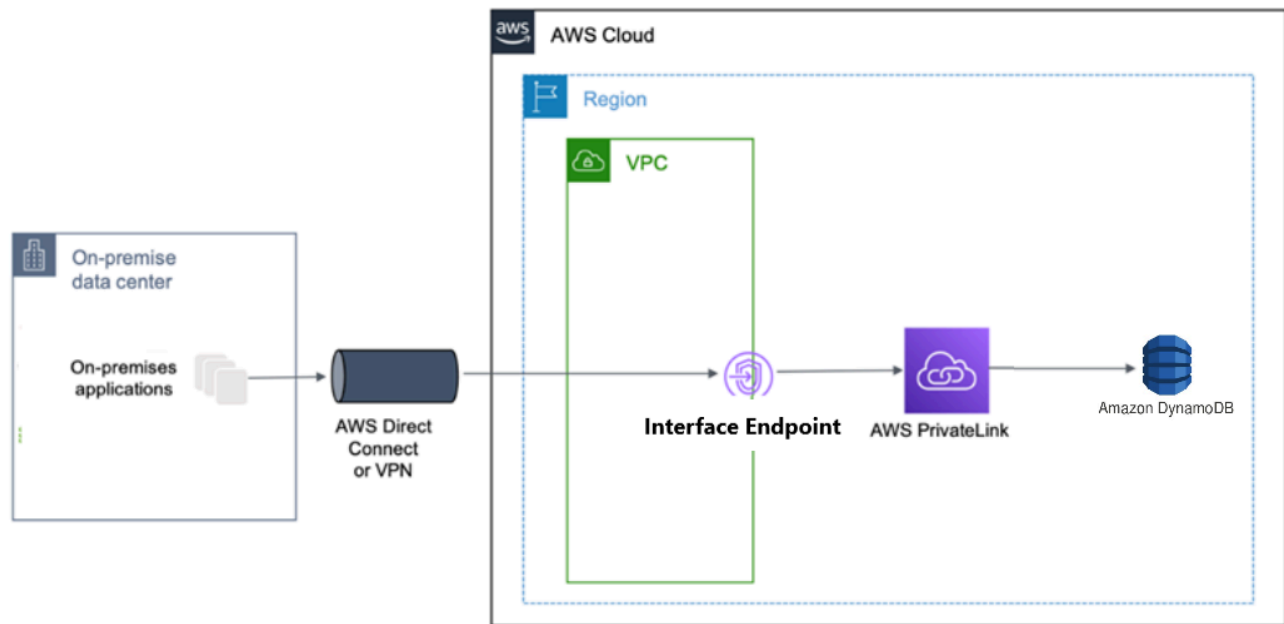 aws
AWS Cloud
Region
VPC
On-premise
data center
On-premises
applications
AWS Direct
Connect
or VPN
Interface Endpoint
AWS PrivateLink
Amazon DynamoDB